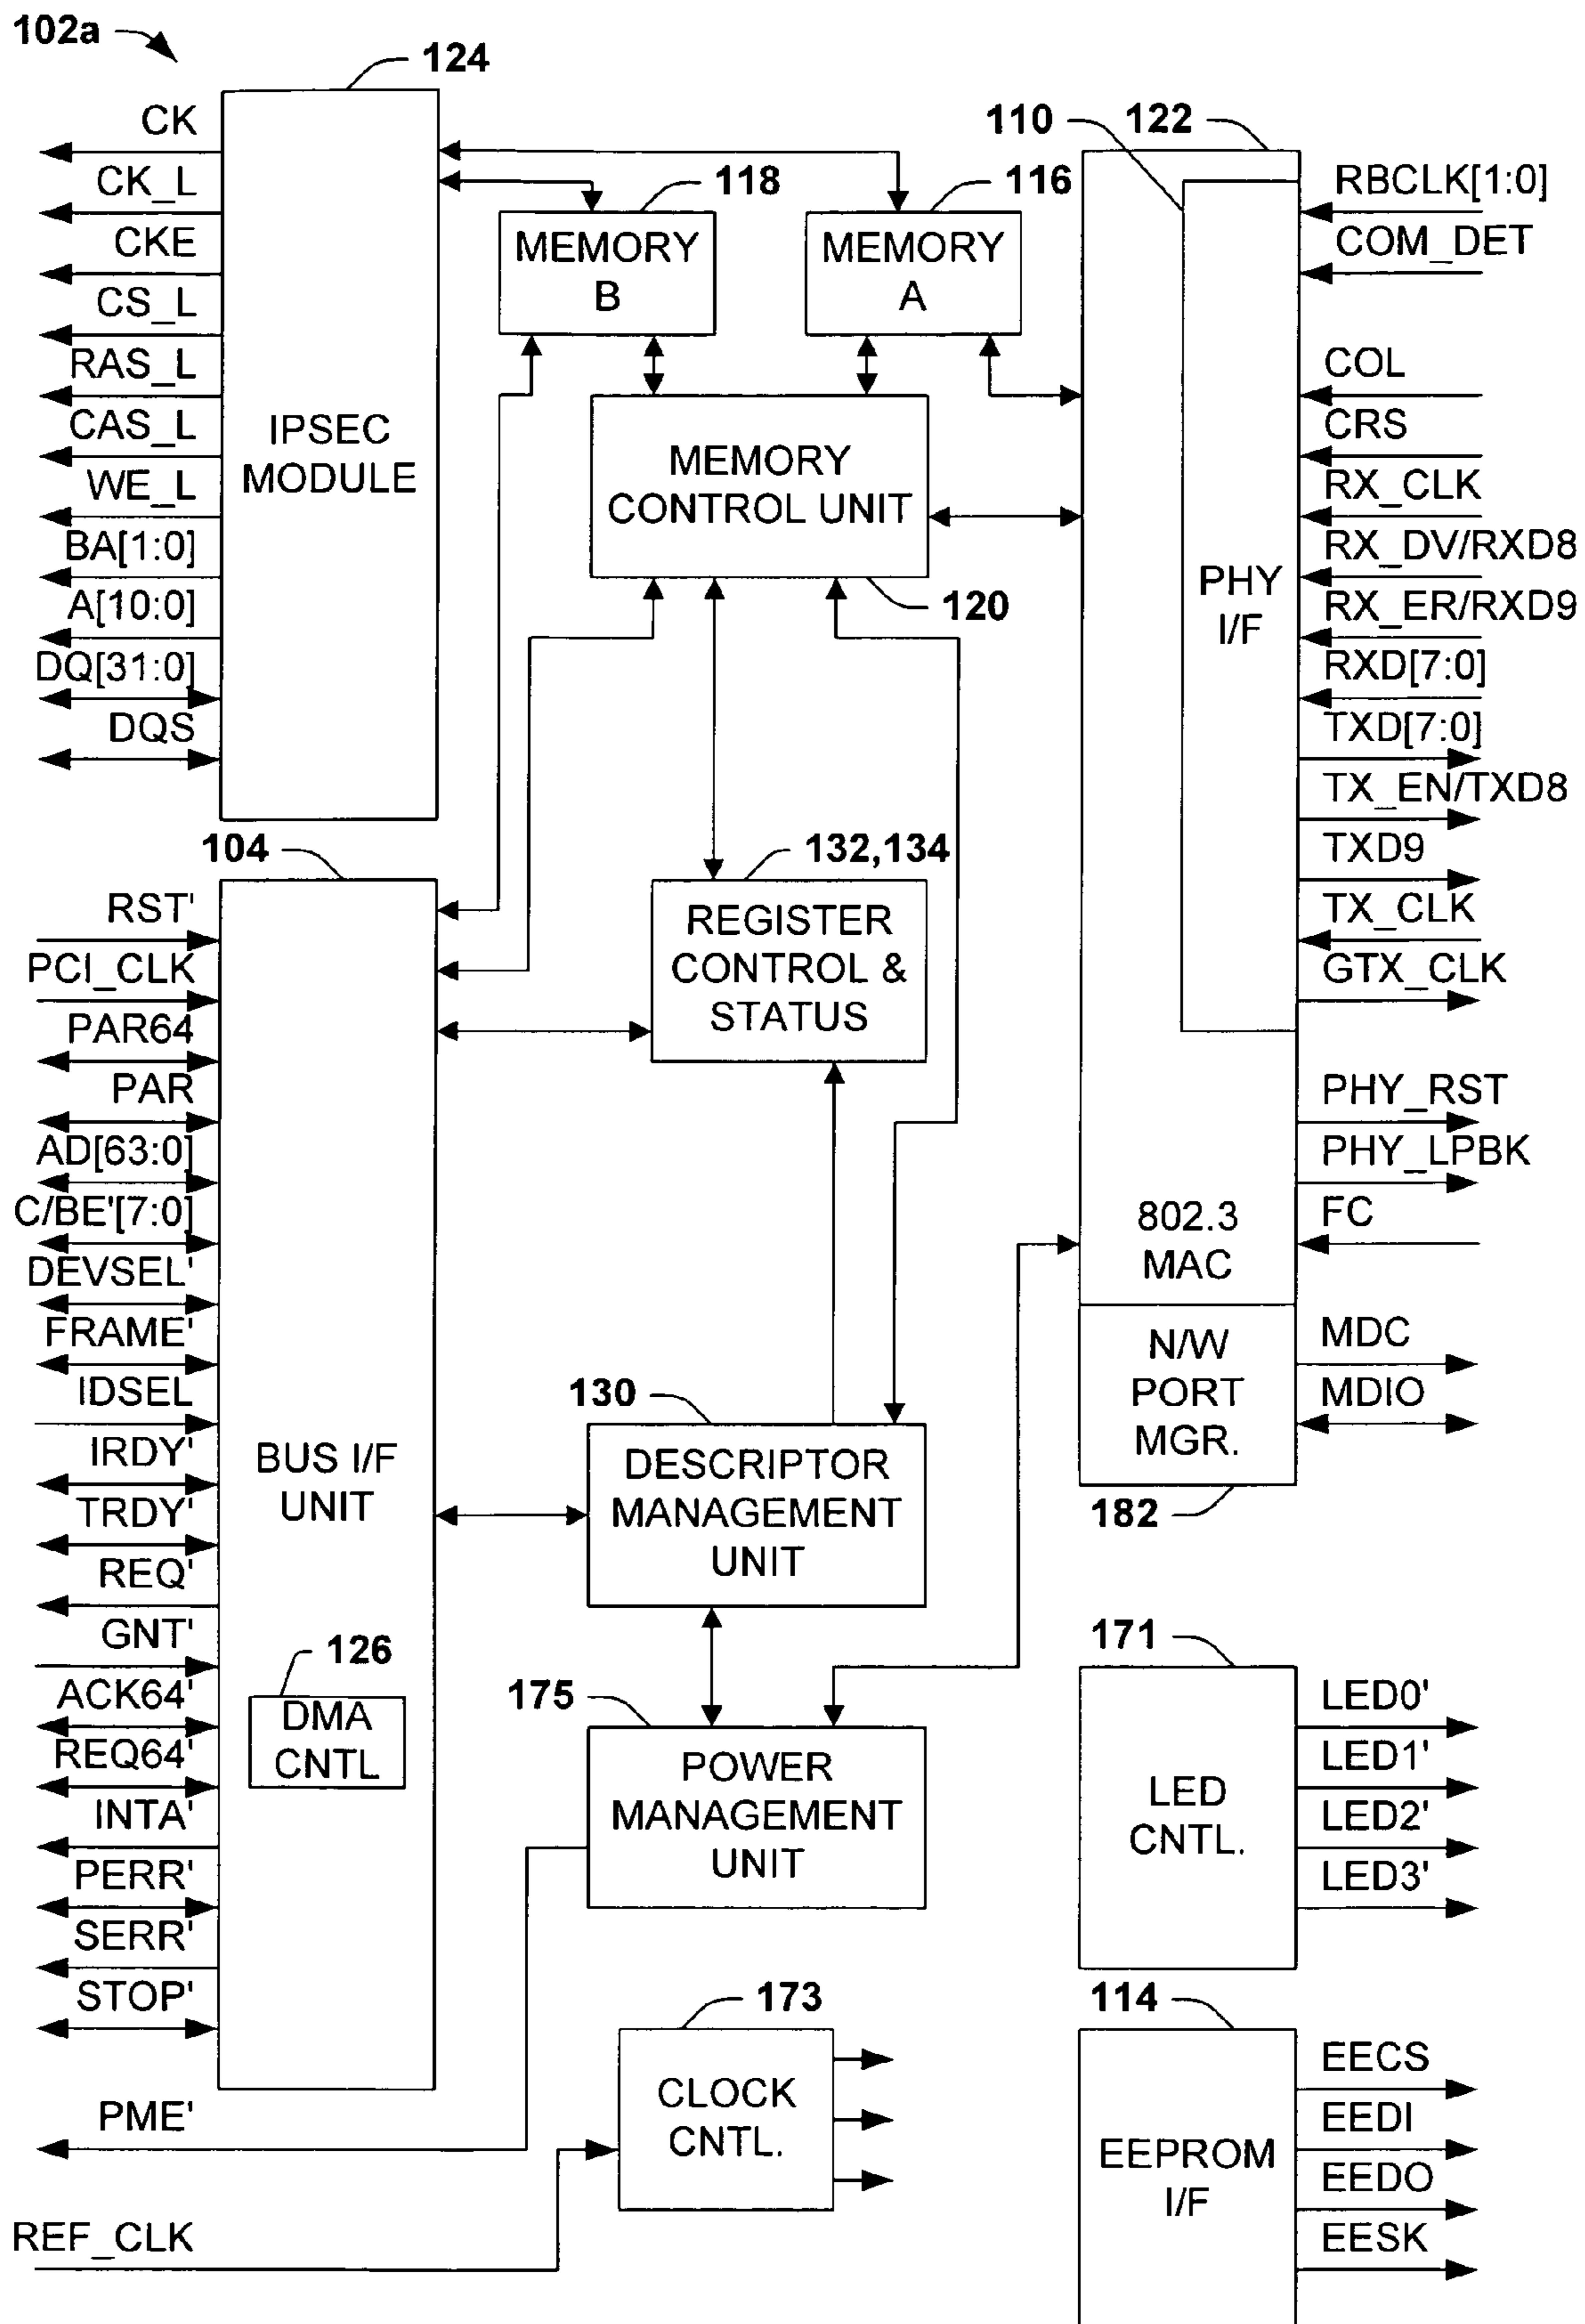 102a
124
CK
CK_L
CKE
CS_L
RAS_L
CAS_L
WE_L
BA[1:0]
A[10:0]
DQ[31:0]
DQS
IPSEC
MODULE
118
MEMORY
B
116
MEMORY
A
MEMORY
CONTROL UNIT
120
110
122
PHY
I/F
802.3
MAC
RBCLK[1:0]
COM_DET
COL
CRS
RX_CLK
RX_DV/RXD8
RX_ER/RXD9
RXD[7:0]
TXD[7:0]
TX_EN/TXD8
TXD9
TX_CLK
GTX_CLK
PHY_RST
PHY_LPBK
FC
N/W
PORT
MGR.
182
MDC
MDIO
104
RST'
PCI_CLK
PAR64
PAR
AD[63:0]
C/BE'[7:0]
DEVSEL'
FRAME'
IDSEL
IRDY'
TRDY'
REQ'
GNT'
ACK64'
REQ64'
INTA'
PERR'
SERR'
STOP'
PME'
REF_CLK
BUS I/F
UNIT
126
DMA
CNTL
132,134
REGISTER
CONTROL &
STATUS
130
DESCRIPTOR
MANAGEMENT
UNIT
175
POWER
MANAGEMENT
UNIT
173
CLOCK
CNTL.
171
LED
CNTL.
LED0'
LED1'
LED2'
LED3'
114
EEPROM
I/F
EECS
EEDI
EEDO
EESK